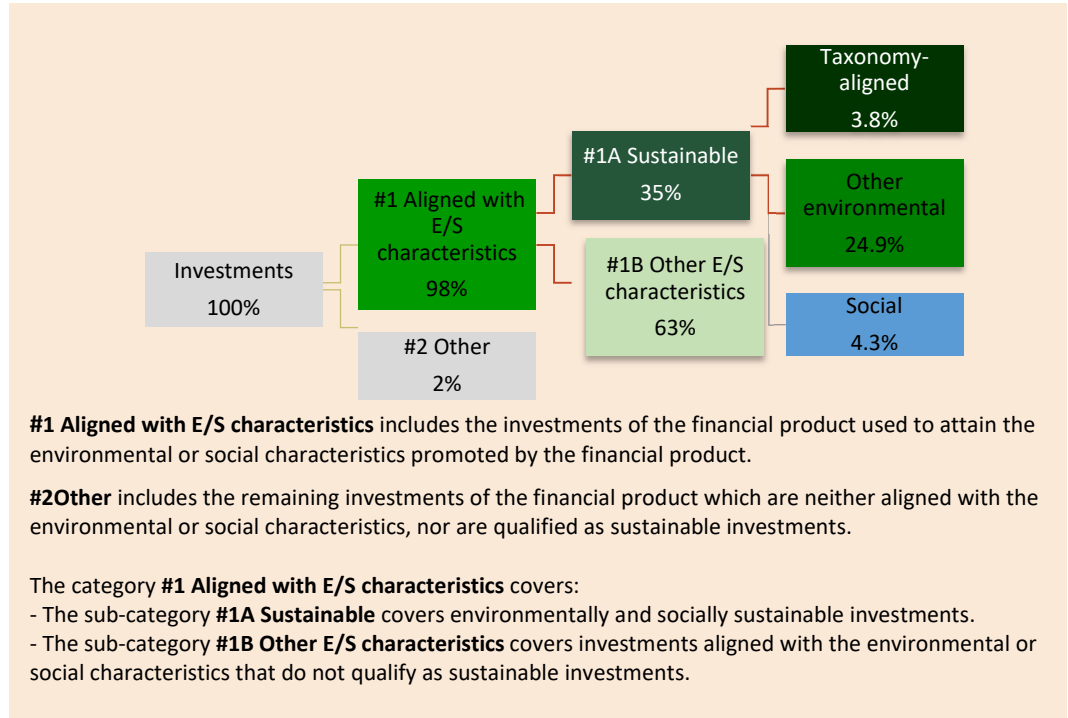 Taxonomy-
aligned
3.8%
#1A Sustainable
35%
Other
environmental
24.9%
#1 Aligned with
E/S
characteristics
98%
#1B Other E/S
characteristics
63%
Investments
100%
Social
4.3%
#2 Other
2%
#1 Aligned with E/S characteristics includes the investments of the financial product used to attain the
environmental or social characteristics promoted by the financial product.
#2Other includes the remaining investments of the financial product which are neither aligned with the
environmental or social characteristics, nor are qualified as sustainable investments.
The category #1 Aligned with E/S characteristics covers:
- The sub-category #1A Sustainable covers environmentally and socially sustainable investments.
- The sub-category #1B Other E/S characteristics covers investments aligned with the environmental or
social characteristics that do not qualify as sustainable investments.